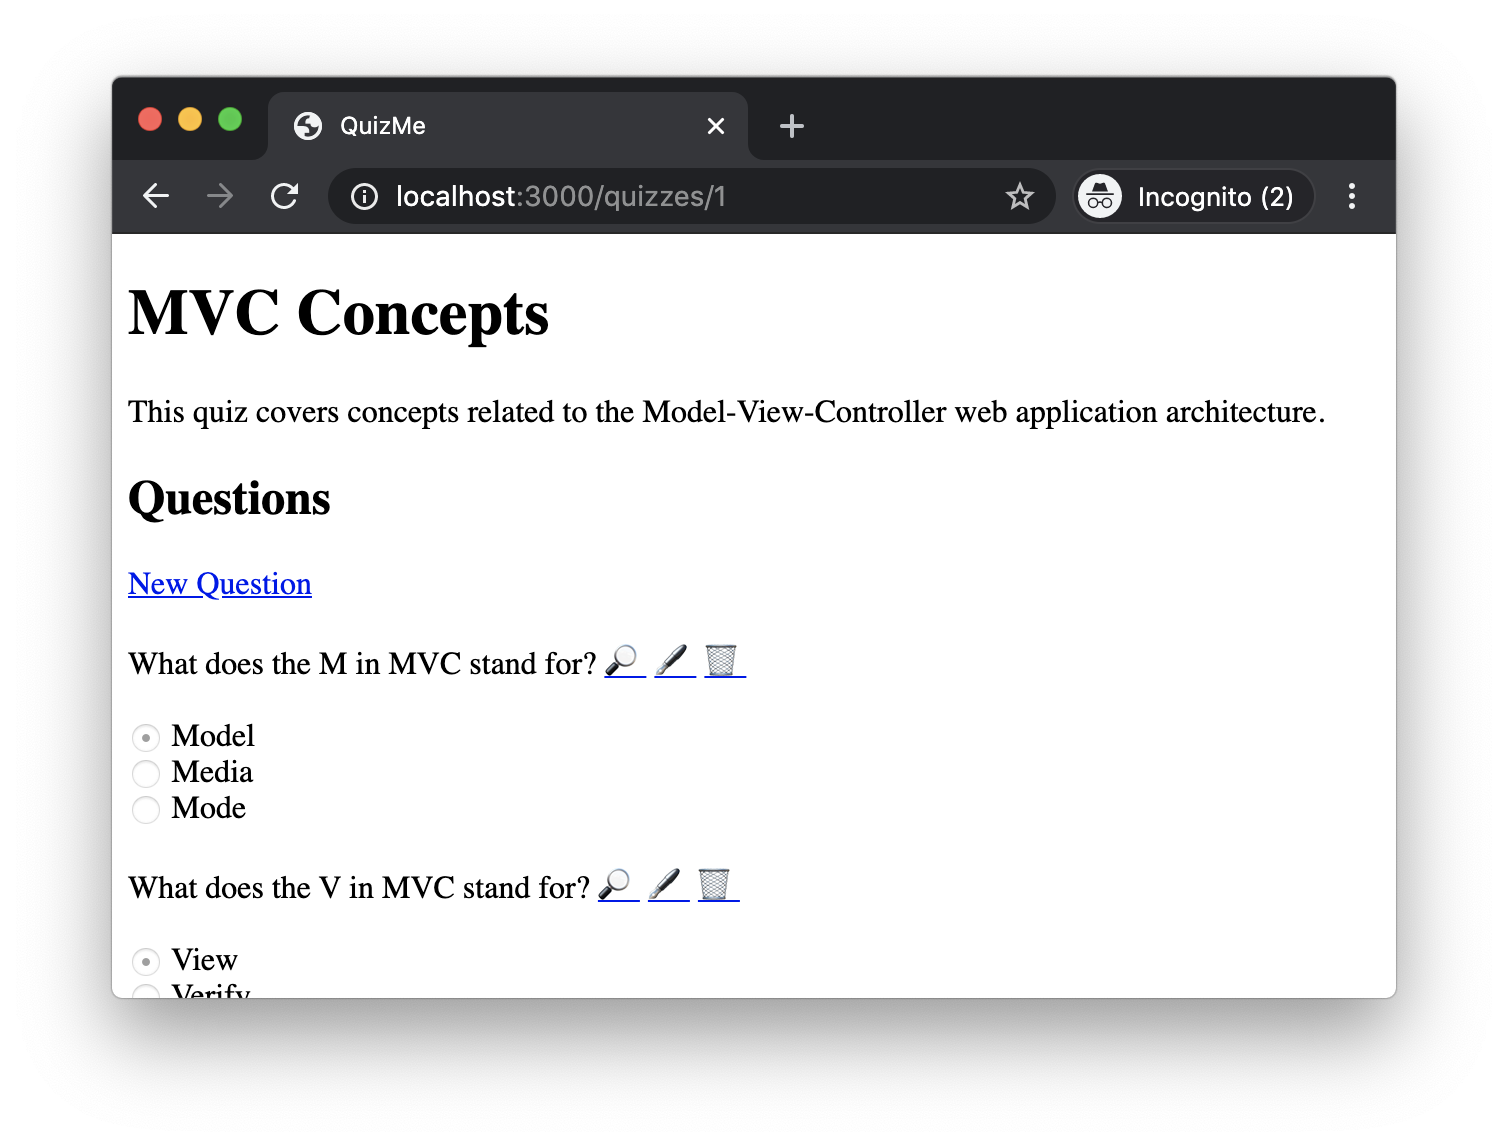 QuizMe
localhost:3000/quizzes/1
Incognito (2)
MVC Concepts
This quiz covers concepts related to the Model-View-Controller web application architecture.
Questions
New Question
What does the M in MVC stand for?
Model
Media
Mode
What does the V in MVC stand for?
View
Verify